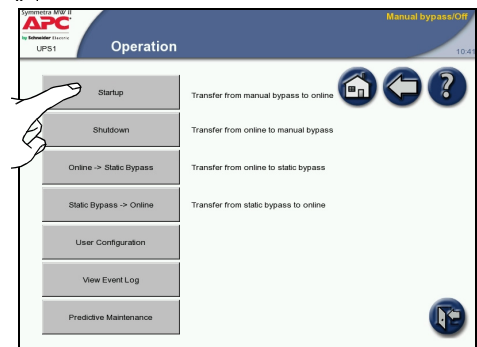 Symmetra MW II
APC
by Schneider Electric
UPS1
Operation
Manual bypass/Off
10:41
Startup
Transfer from manual bypass to online
Shutdown
Transfer from online to manual bypass
Online -> Static Bypass
Transfer from online to static bypass
Static Bypass -> Online
Transfer from static bypass to online
User Configuration
View Event Log
Predictive Maintenance
?